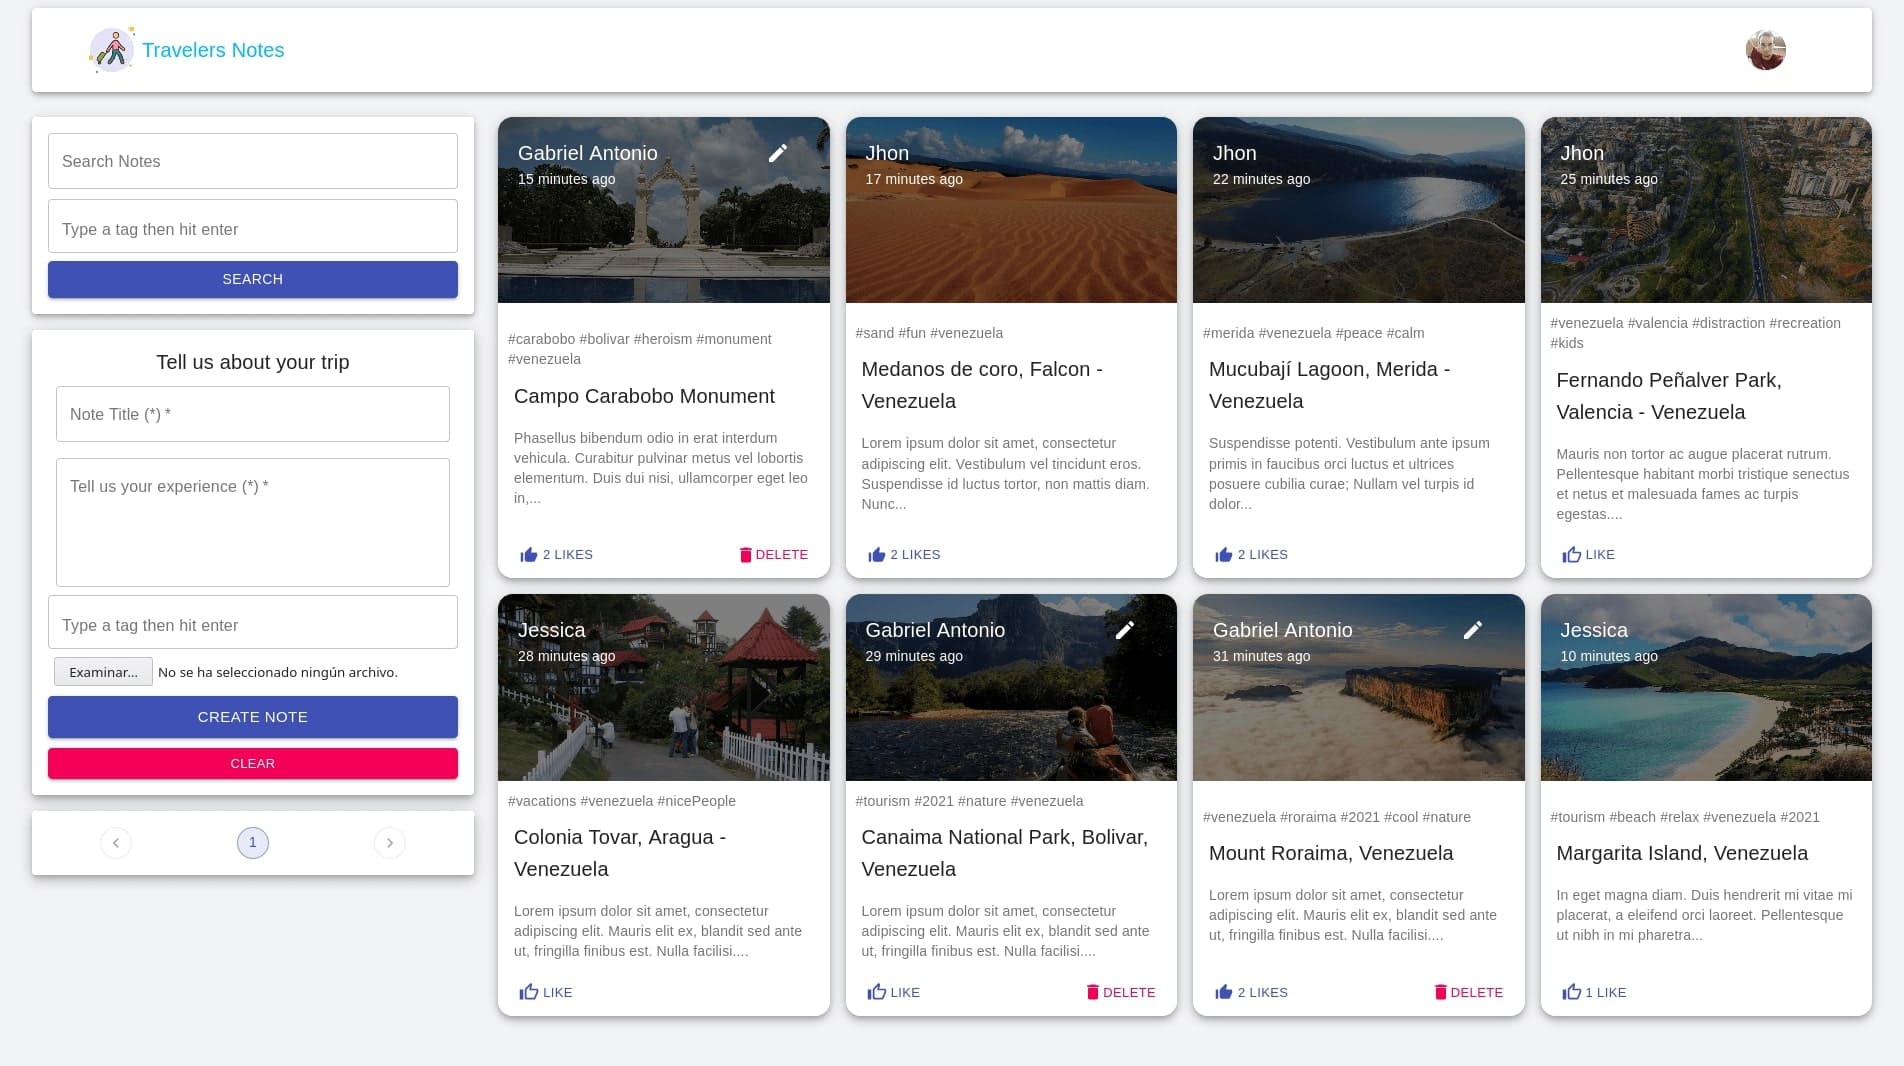 Travelers Notes
Search Notes
Type a tag then hit enter
SEARCH
Tell us about your trip
Note Title (*) *
Tell us your experience (*) *
Type a tag then hit enter
Examinar... No se ha seleccionado ningún archivo.
CREATE NOTE
CLEAR
1
Gabriel Antonio
15 minutes ago
#carabobo #bolivar #heroism #monument
#venezuela
Campo Carabobo Monument
Phasellus bibendum odio in erat interdum
vehicula. Curabitur pulvinar metus vel lobortis
elementum. Duis dui nisi, ullamcorper eget leo
in,...
2 LIKES DELETE
Jhon
17 minutes ago
#sand #fun #venezuela
Medanos de coro, Falcon -
Venezuela
Lorem ipsum dolor sit amet, consectetur
adipiscing elit. Vestibulum vel tincidunt eros.
Suspendisse id luctus tortor, non mattis diam.
Nunc...
2 LIKES
Jhon
22 minutes ago
#merida #venezuela #peace #calm
Mucubají Lagoon, Merida -
Venezuela
Suspendisse potenti. Vestibulum ante ipsum
primis in faucibus orci luctus et ultrices
posuere cubilia curae; Nullam vel turpis id
dolor...
2 LIKES
Jhon
25 minutes ago
#venezuela #valencia #distraction #recreation
#kids
Fernando Peñalver Park,
Valencia - Venezuela
Mauris non tortor ac augue placerat rutrum.
Pellentesque habitant morbi tristique senectus
et netus et malesuada fames ac turpis
egestas....
LIKE
Jessica
28 minutes ago
#vacations #venezuela #nicePeople
Colonia Tovar, Aragua -
Venezuela
Lorem ipsum dolor sit amet, consectetur
adipiscing elit. Mauris elit ex, blandit sed ante
ut, fringilla finibus est. Nulla facilisi....
LIKE
Gabriel Antonio
29 minutes ago
#tourism #2021 #nature #venezuela
Canaima National Park, Bolivar,
Venezuela
Lorem ipsum dolor sit amet, consectetur
adipiscing elit. Mauris elit ex, blandit sed ante
ut, fringilla finibus est. Nulla facilisi....
LIKE DELETE
Gabriel Antonio
31 minutes ago
#venezuela #roraima #2021 #cool #nature
Mount Roraima, Venezuela
Lorem ipsum dolor sit amet, consectetur
adipiscing elit. Mauris elit ex, blandit sed ante
ut, fringilla finibus est. Nulla facilisi....
2 LIKES DELETE
Jessica
10 minutes ago
#tourism #beach #relax #venezuela #2021
Margarita Island, Venezuela
In eget magna diam. Duis hendrerit mi vitae mi
placerat, a eleifend orci laoreet. Pellentesque
ut nibh in mi pharetra...
1 LIKE